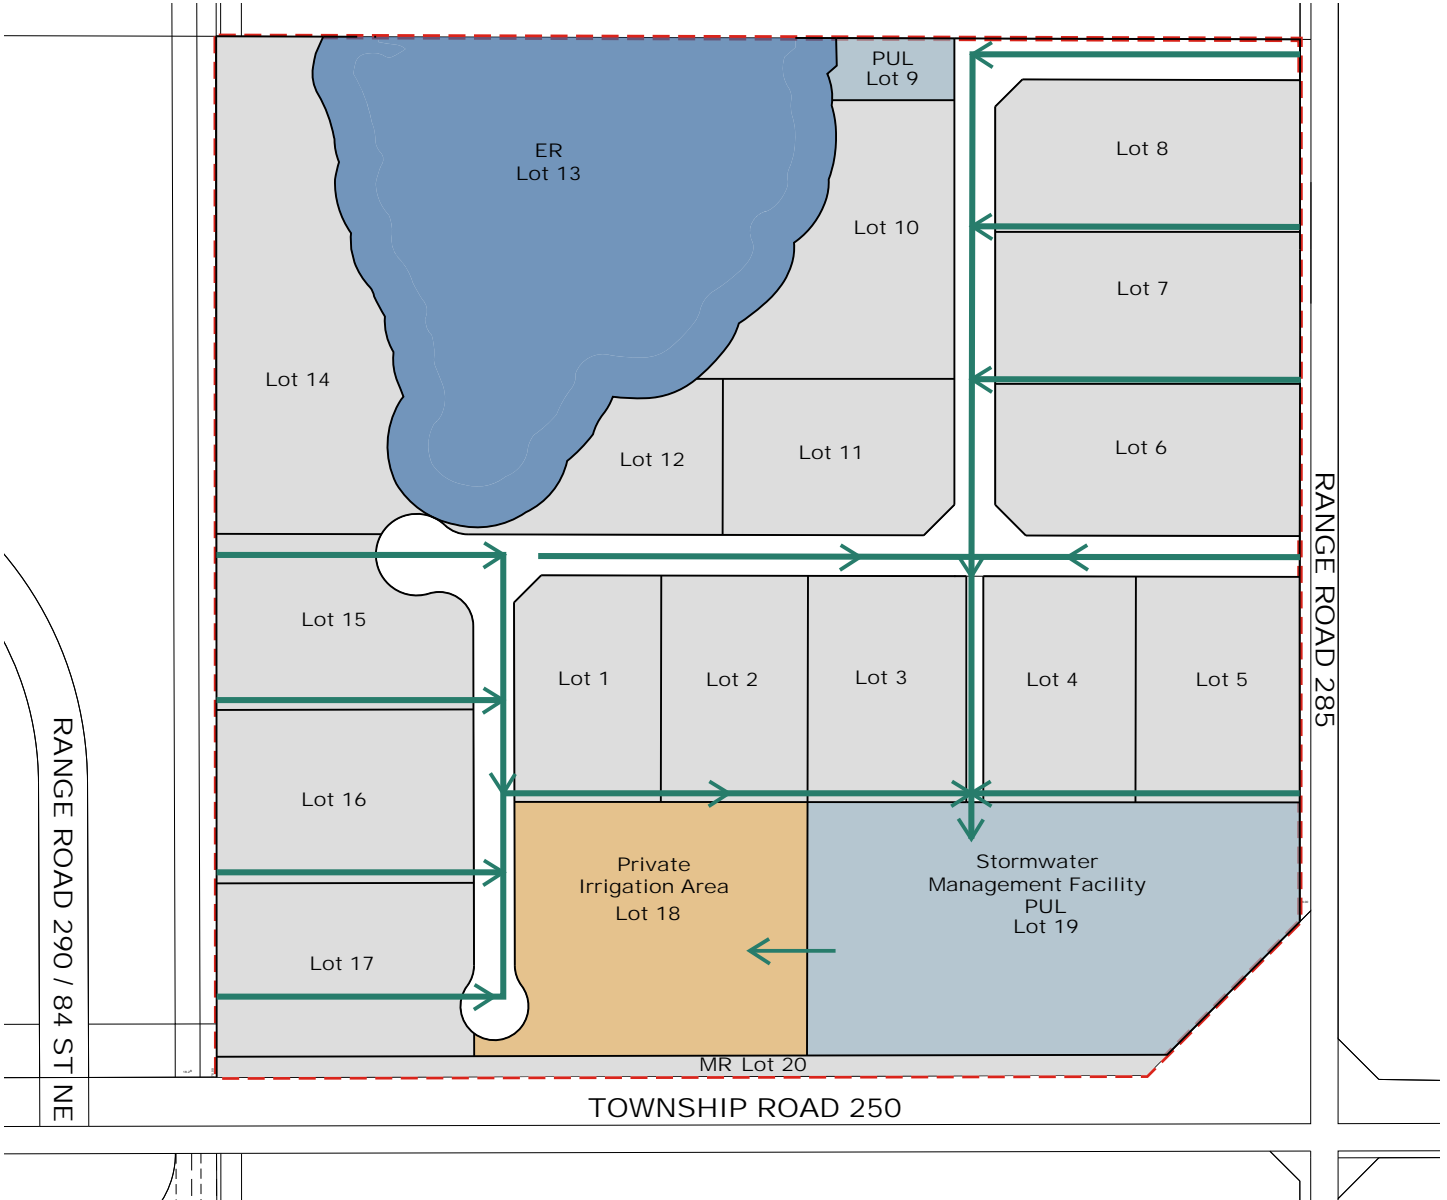 PUL
Lot 9
ER
Lot 13
Lot 8
Lot 10
Lot 7
Lot 14
Lot 12
Lot 11
Lot 6
RANGE ROAD 285
Lot 15
Lot 1
Lot 2
Lot 3
Lot 4
Lot 5
RANGE ROAD 290 / 84 ST NE
Lot 16
Private
Irrigation Area
Lot 18
Stormwater
Management Facility
PUL
Lot 19
Lot 17
MR Lot 20
TOWNSHIP ROAD 250